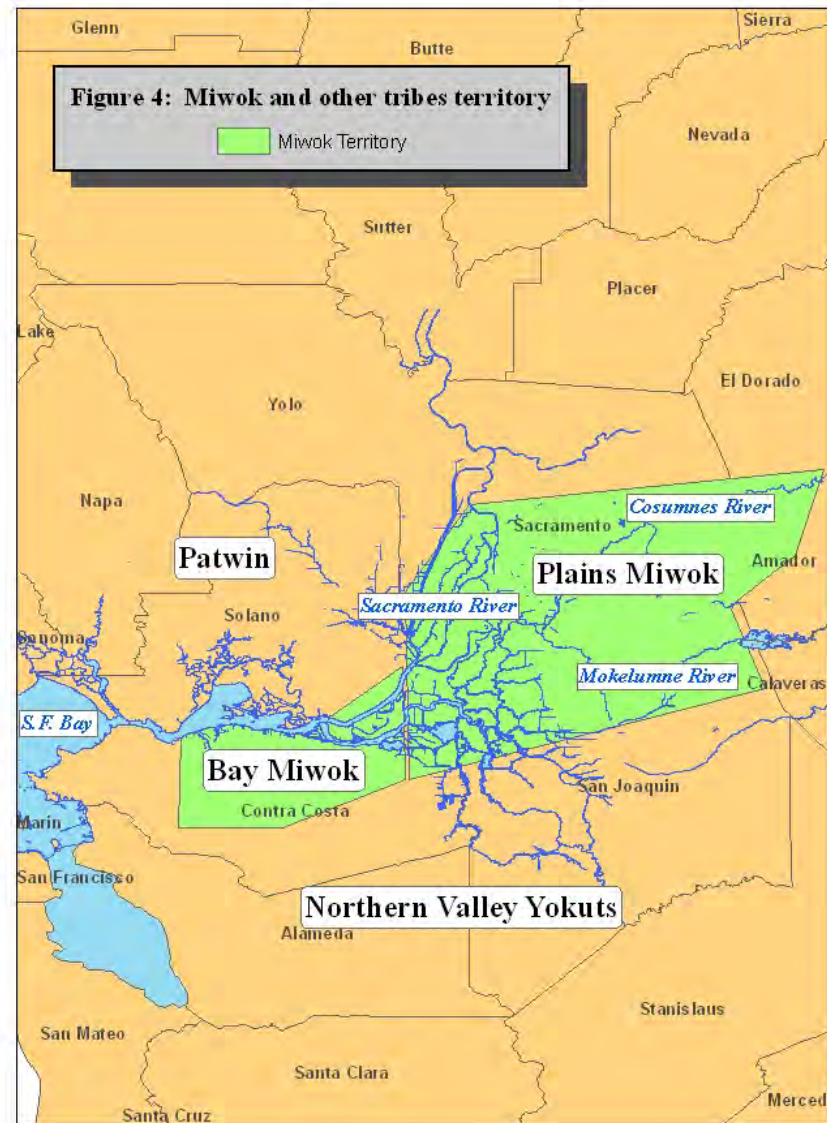 Glenn
Butte
Sierra
Figure 4: Miwok and other tribes territory
Miwok Territory
Nevada
Sutter
Placer
Lake
El Dorado
Yolo
Napa
Cosumnes River
Sacramento
Patwin
Plains Miwok
Amador
Sacramento River
Solano
Sonoma
Mokelumne River
Calaveras
S.F. Bay
Bay Miwok
San Joaquin
Contra Costa
Marin
San Francisco
Northern Valley Yokuts
Alameda
Stanislaus
San Mateo
Santa Clara
Merced
Santa Cruz